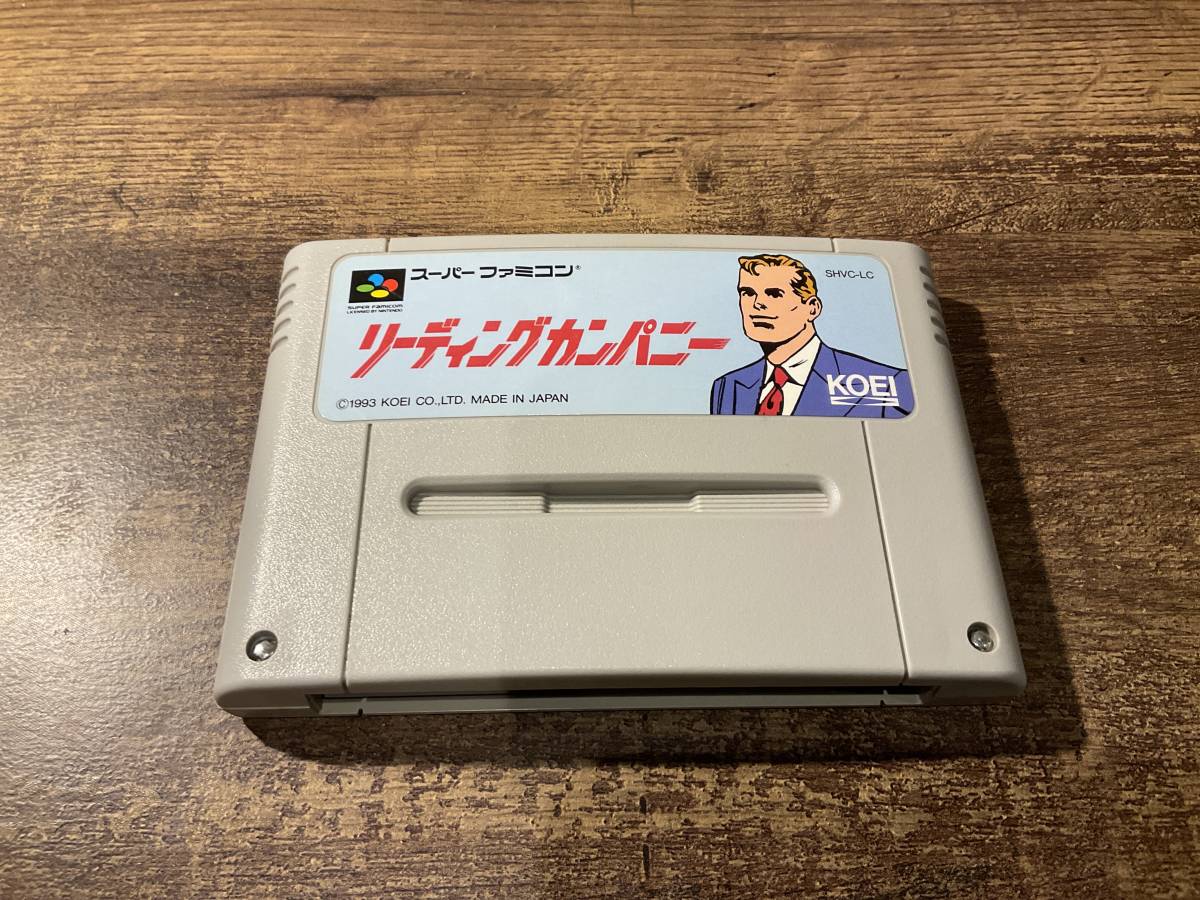 スーパーファミコン®
SHVC-LC
SUPER FAMICOM
LICENSED BY NINTENDO
リーディングカンパニー
KOEI
©1993 KOEI CO.,LTD. MADE IN JAPAN